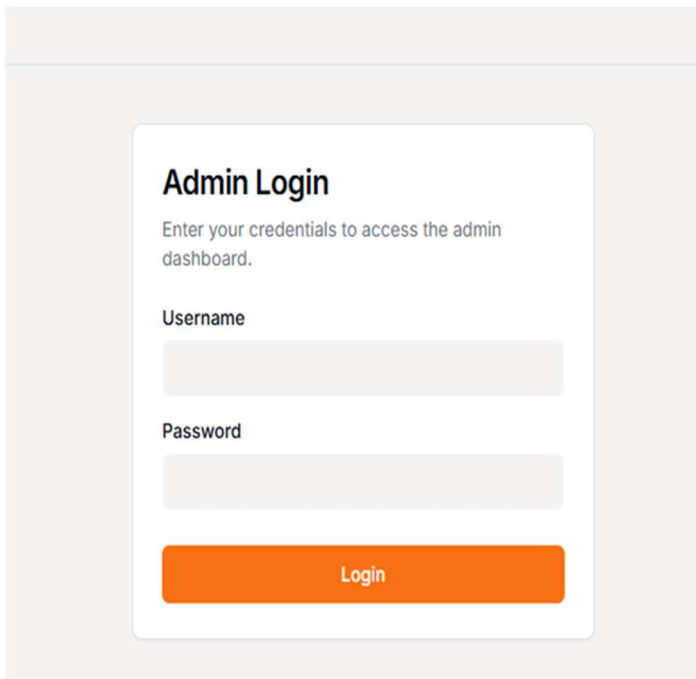 Admin Login
Enter your credentials to access the admin
dashboard.
Username
Password
Login